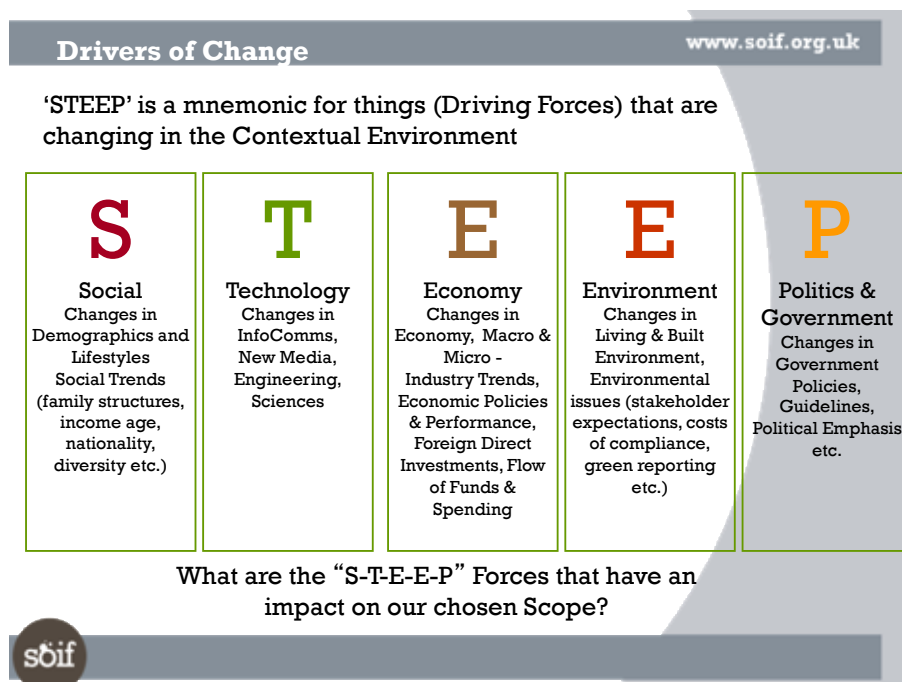 Drivers of Change
www.soif.org.uk
‘STEEP’ is a mnemonic for things (Driving Forces) that are
changing in the Contextual Environment
S
Social
Changes in
Demographics and
Lifestyles
Social Trends
(family structures,
income age,
nationality,
diversity etc.)
T
Technology
Changes in
InfoComms,
New Media,
Engineering,
Sciences
E
Economy
Changes in
Economy, Macro &
Micro -
Industry Trends,
Economic Policies
& Performance,
Foreign Direct
Investments, Flow
of Funds &
Spending
E
Environment
Changes in
Living & Built
Environment,
Environmental
issues (stakeholder
expectations, costs
of compliance,
green reporting
etc.)
P
Politics &
Government
Changes in
Government
Policies,
Guidelines,
Political Emphasis
etc.
What are the “S-T-E-E-P” Forces that have an
impact on our chosen Scope?
soif